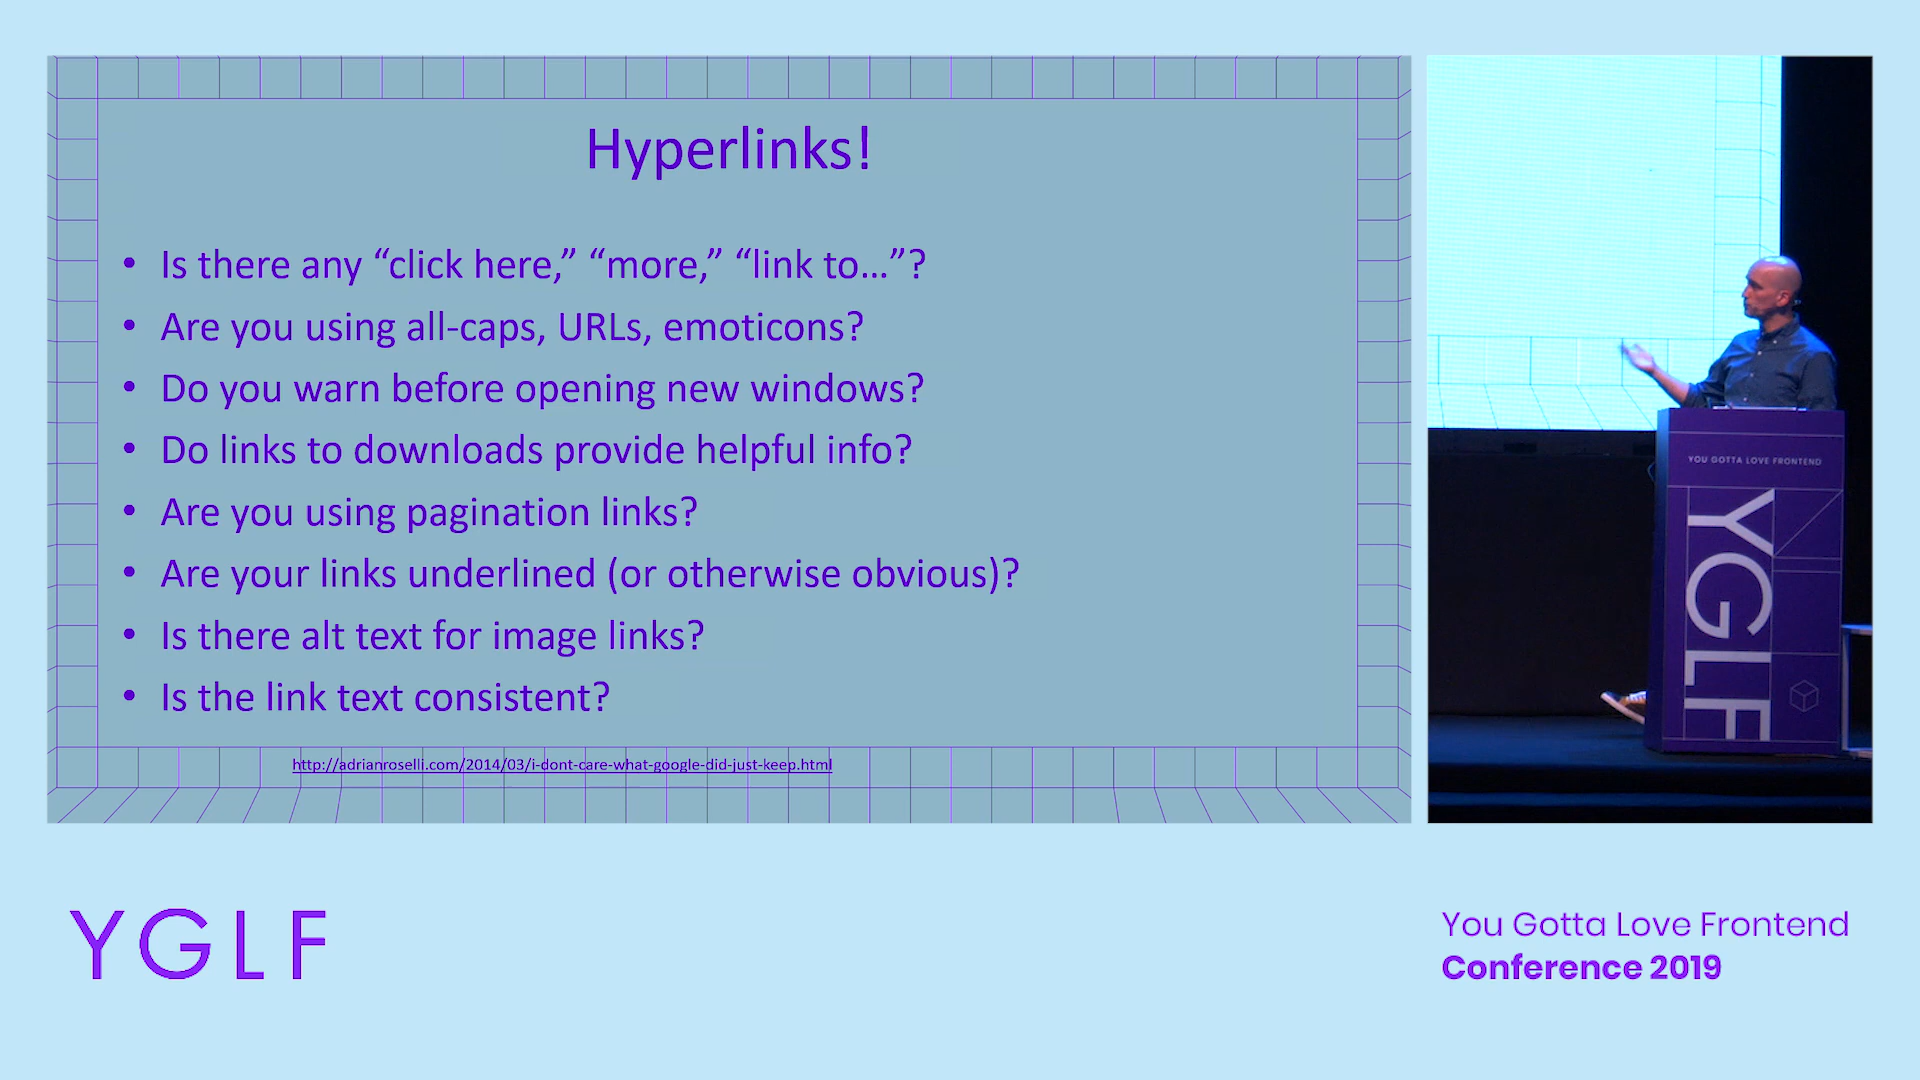 Hyperlinks!
• Is there any “click here,” “more,” “link to…”?
• Are you using all-caps, URLs, emoticons?
• Do you warn before opening new windows?
• Do links to downloads provide helpful info?
• Are you using pagination links?
• Are your links underlined (or otherwise obvious)?
• Is there alt text for image links?
• Is the link text consistent?
http://adrianroselli.com/2014/03/i-dont-care-what-google-did-just-keep.html
YOU GOTTA LOVE FRONTEND
YGLF
YGLF
You Gotta Love Frontend
Conference 2019